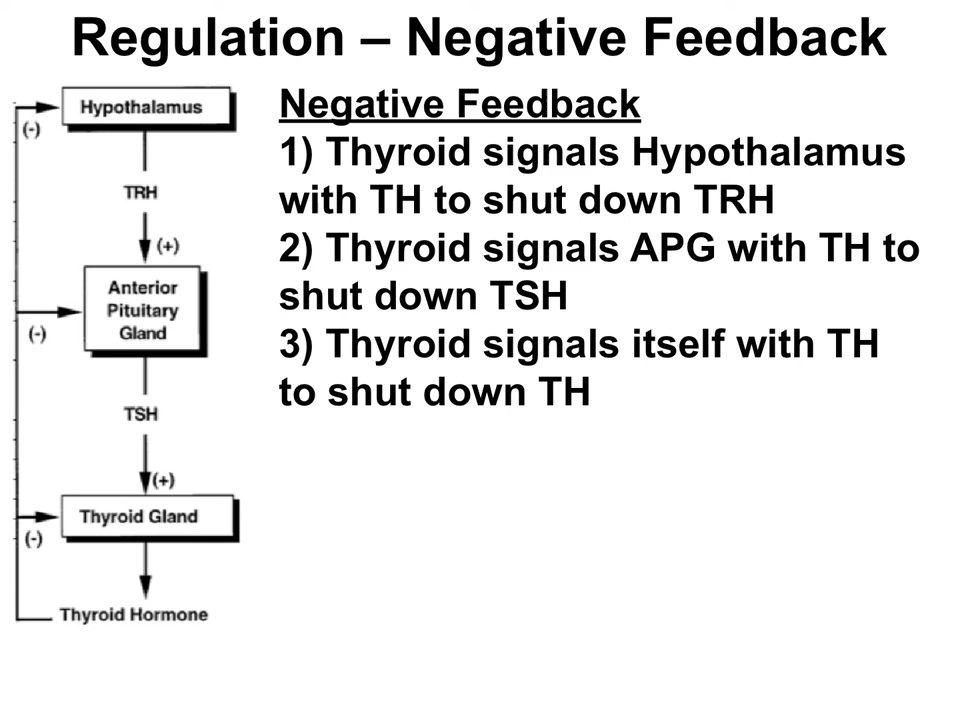 Regulation – Negative Feedback
Hypothalamus
(-)
TRH
(+)
Anterior
Pituitary
Gland
(-)
TSH
(+)
Thyroid Gland
(-)
Thyroid Hormone
Negative Feedback
1) Thyroid signals Hypothalamus
with TH to shut down TRH
2) Thyroid signals APG with TH to
shut down TSH
3) Thyroid signals itself with TH
to shut down TH